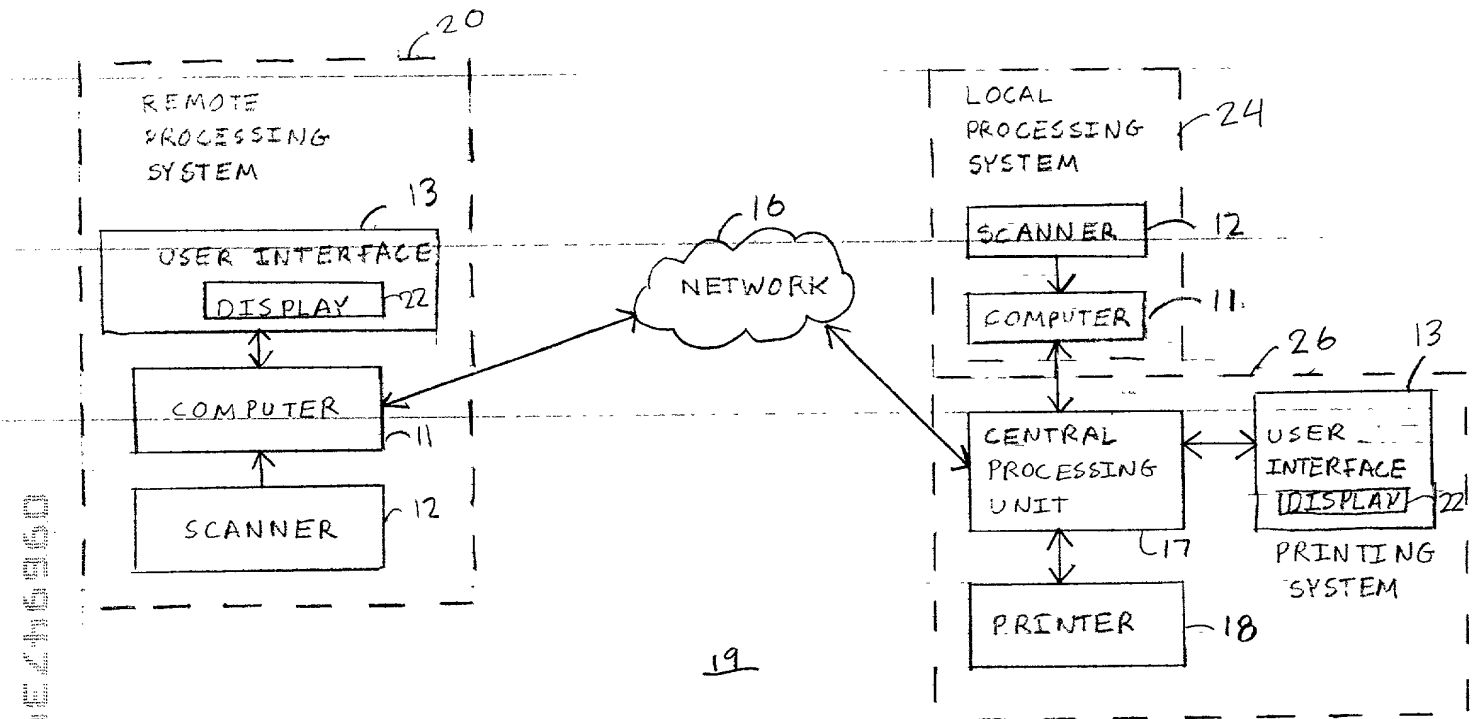 20
REMOTE
PROCESSING
SYSTEM
13
USER INTERFACE
DISPLAY
22
COMPUTER
11
SCANNER
12
16
NETWORK
LOCAL
PROCESSING
SYSTEM
24
SCANNER
12
COMPUTER
11
26
13
CENTRAL
PROCESSING
UNIT
17
USER
INTERFACE
DISPLAY
22
PRINTING
SYSTEM
PRINTER
18
19